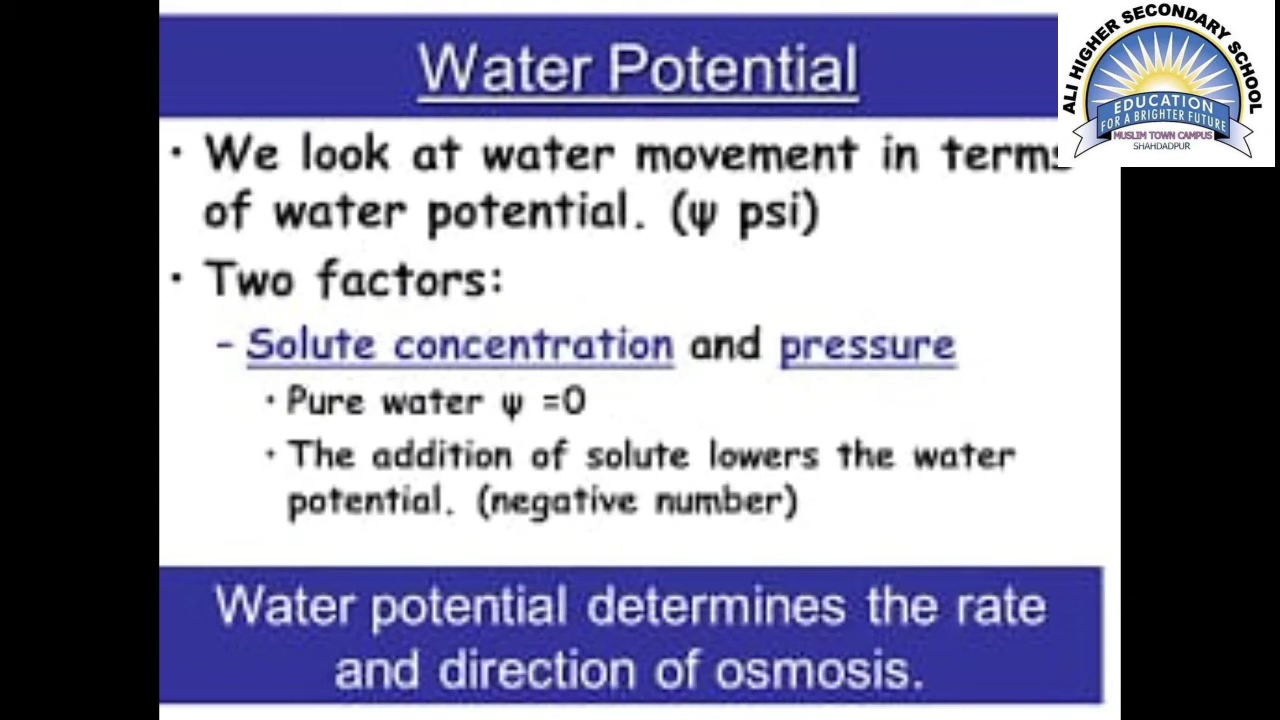 Water Potential
• We look at water movement in terms
of water potential. (ψ psi)
• Two factors:
– Solute concentration and pressure
• Pure water ψ =0
• The addition of solute lowers the water
potential. (negative number)
Water potential determines the rate
and direction of osmosis.
ALI HIGHER SECONDARY SCHOOL
EDUCATION
FOR A BRIGHTER FUTURE
MUSLIM TOWN CAMPUS
SHAHDADPUR